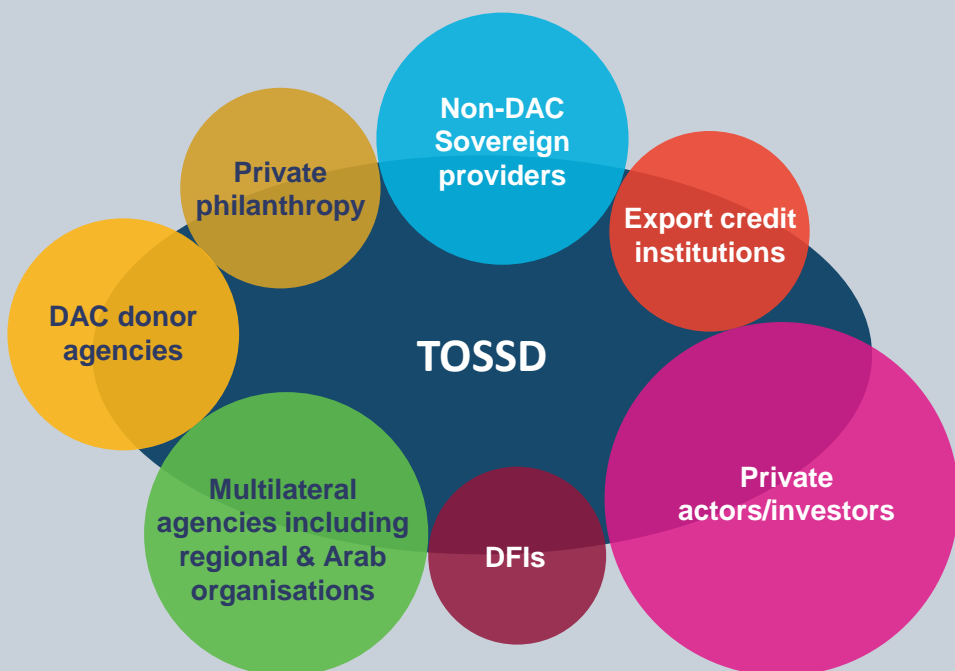 Non-DAC
Sovereign
providers
Private
philanthropy
Export credit
institutions
DAC donor
agencies
TOSSD
Multilateral
agencies including
regional & Arab
organisations
DFIs
Private
actors/investors